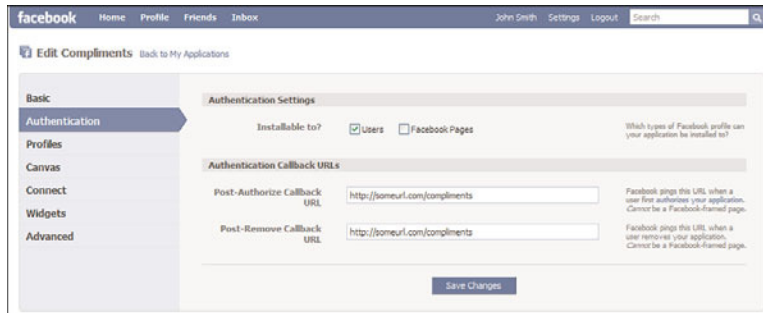 facebook Home Profile Friends Inbox John Smith Settings Logout Search
Edit Compliments Back to My Applications
Basic
Authentication
Profiles
Canvas
Connect
Widgets
Advanced
Authentication Settings
Installable to? Users Facebook Pages
Which types of Facebook profile can
your application be installed to?
Authentication Callback URLs
Post-Authorize Callback
URL
http://someurl.com/compliments
Facebook pings this URL when a
user first authorizes your application.
Cannot be a Facebook-framed page.
Post-Remove Callback
URL
http://someurl.com/compliments
Facebook pings this URL when a
user removes your application.
Cannot be a Facebook-framed page.
Save Changes